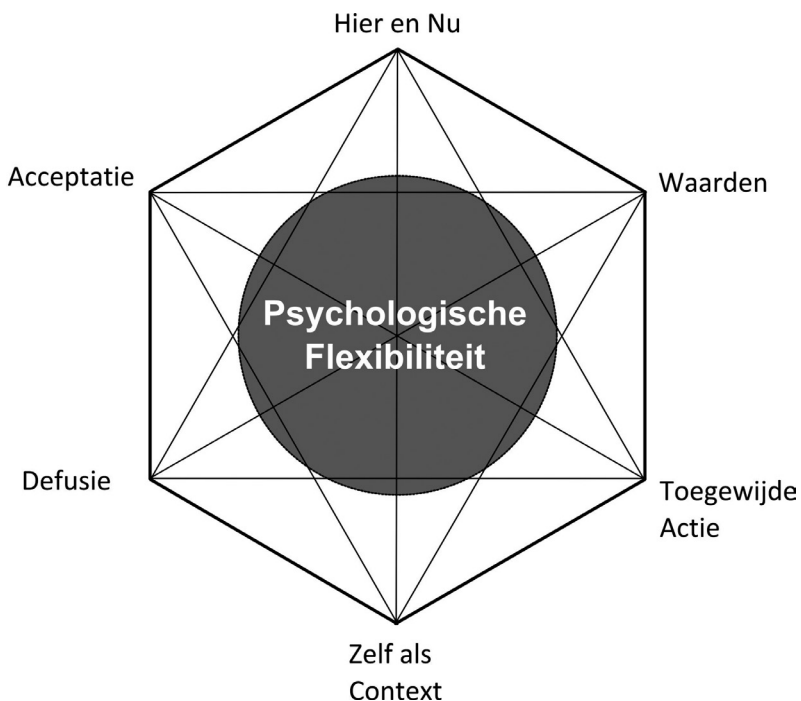 Hier en Nu
Acceptatie
Waarden
Psychologische
Flexibiliteit
Defusie
Toegewijde
Actie
Zelf als
Context